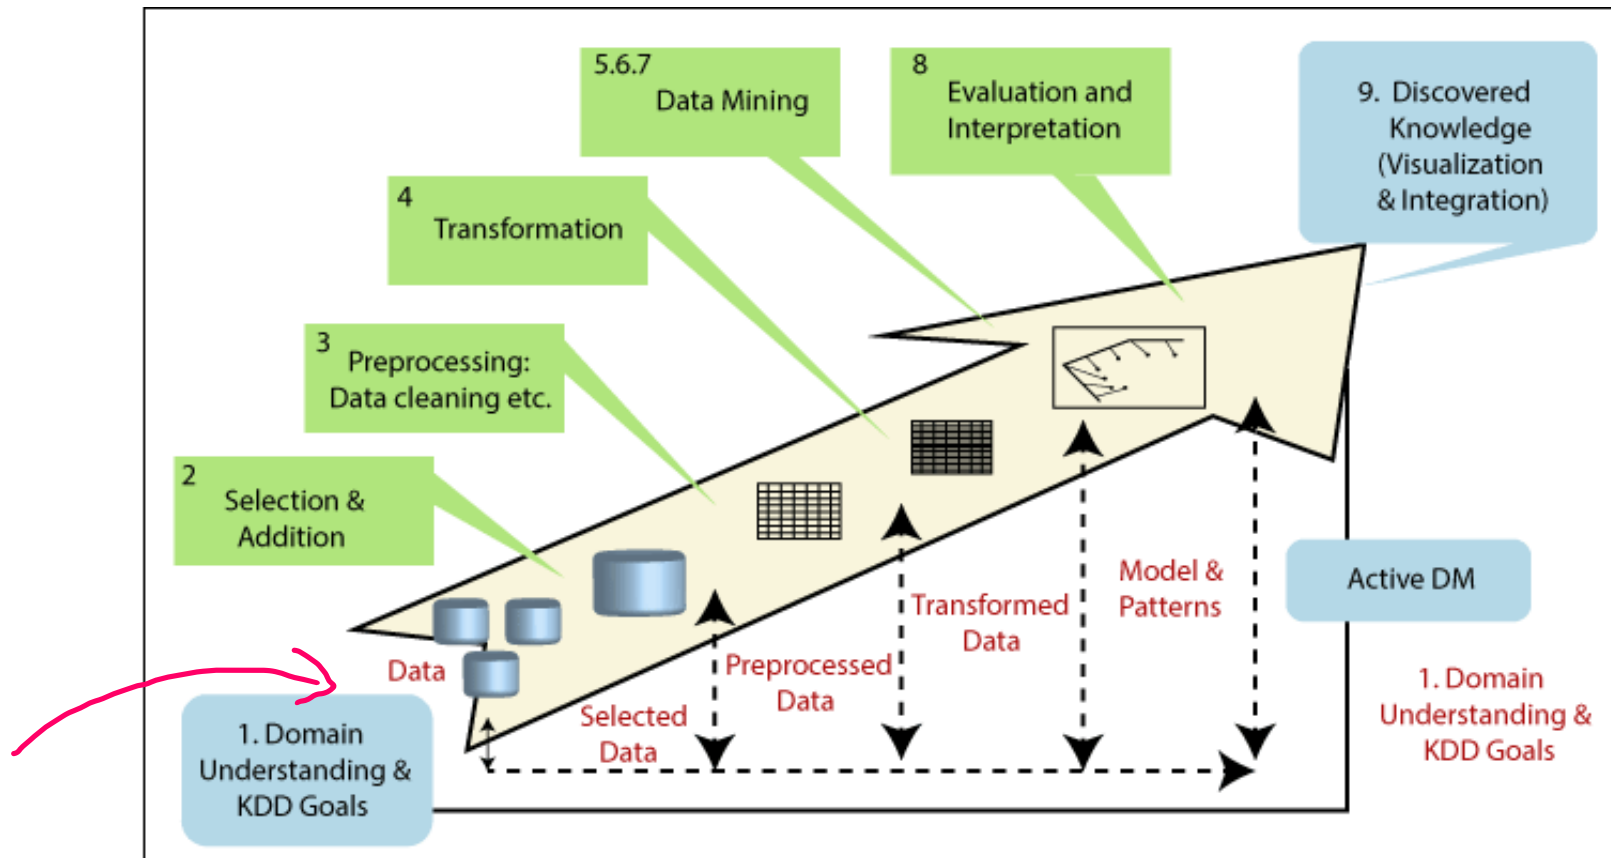 5.6.7
Data Mining
8
Evaluation and
Interpretation
9. Discovered
Knowledge
(Visualization
& Integration)
4
Transformation
3
Preprocessing:
Data cleaning etc.
2
Selection &
Addition
Data
1. Domain
Understanding &
KDD Goals
Selected
Data
Preprocessed
Data
Transformed
Data
Model &
Patterns
Active DM
1. Domain
Understanding &
KDD Goals